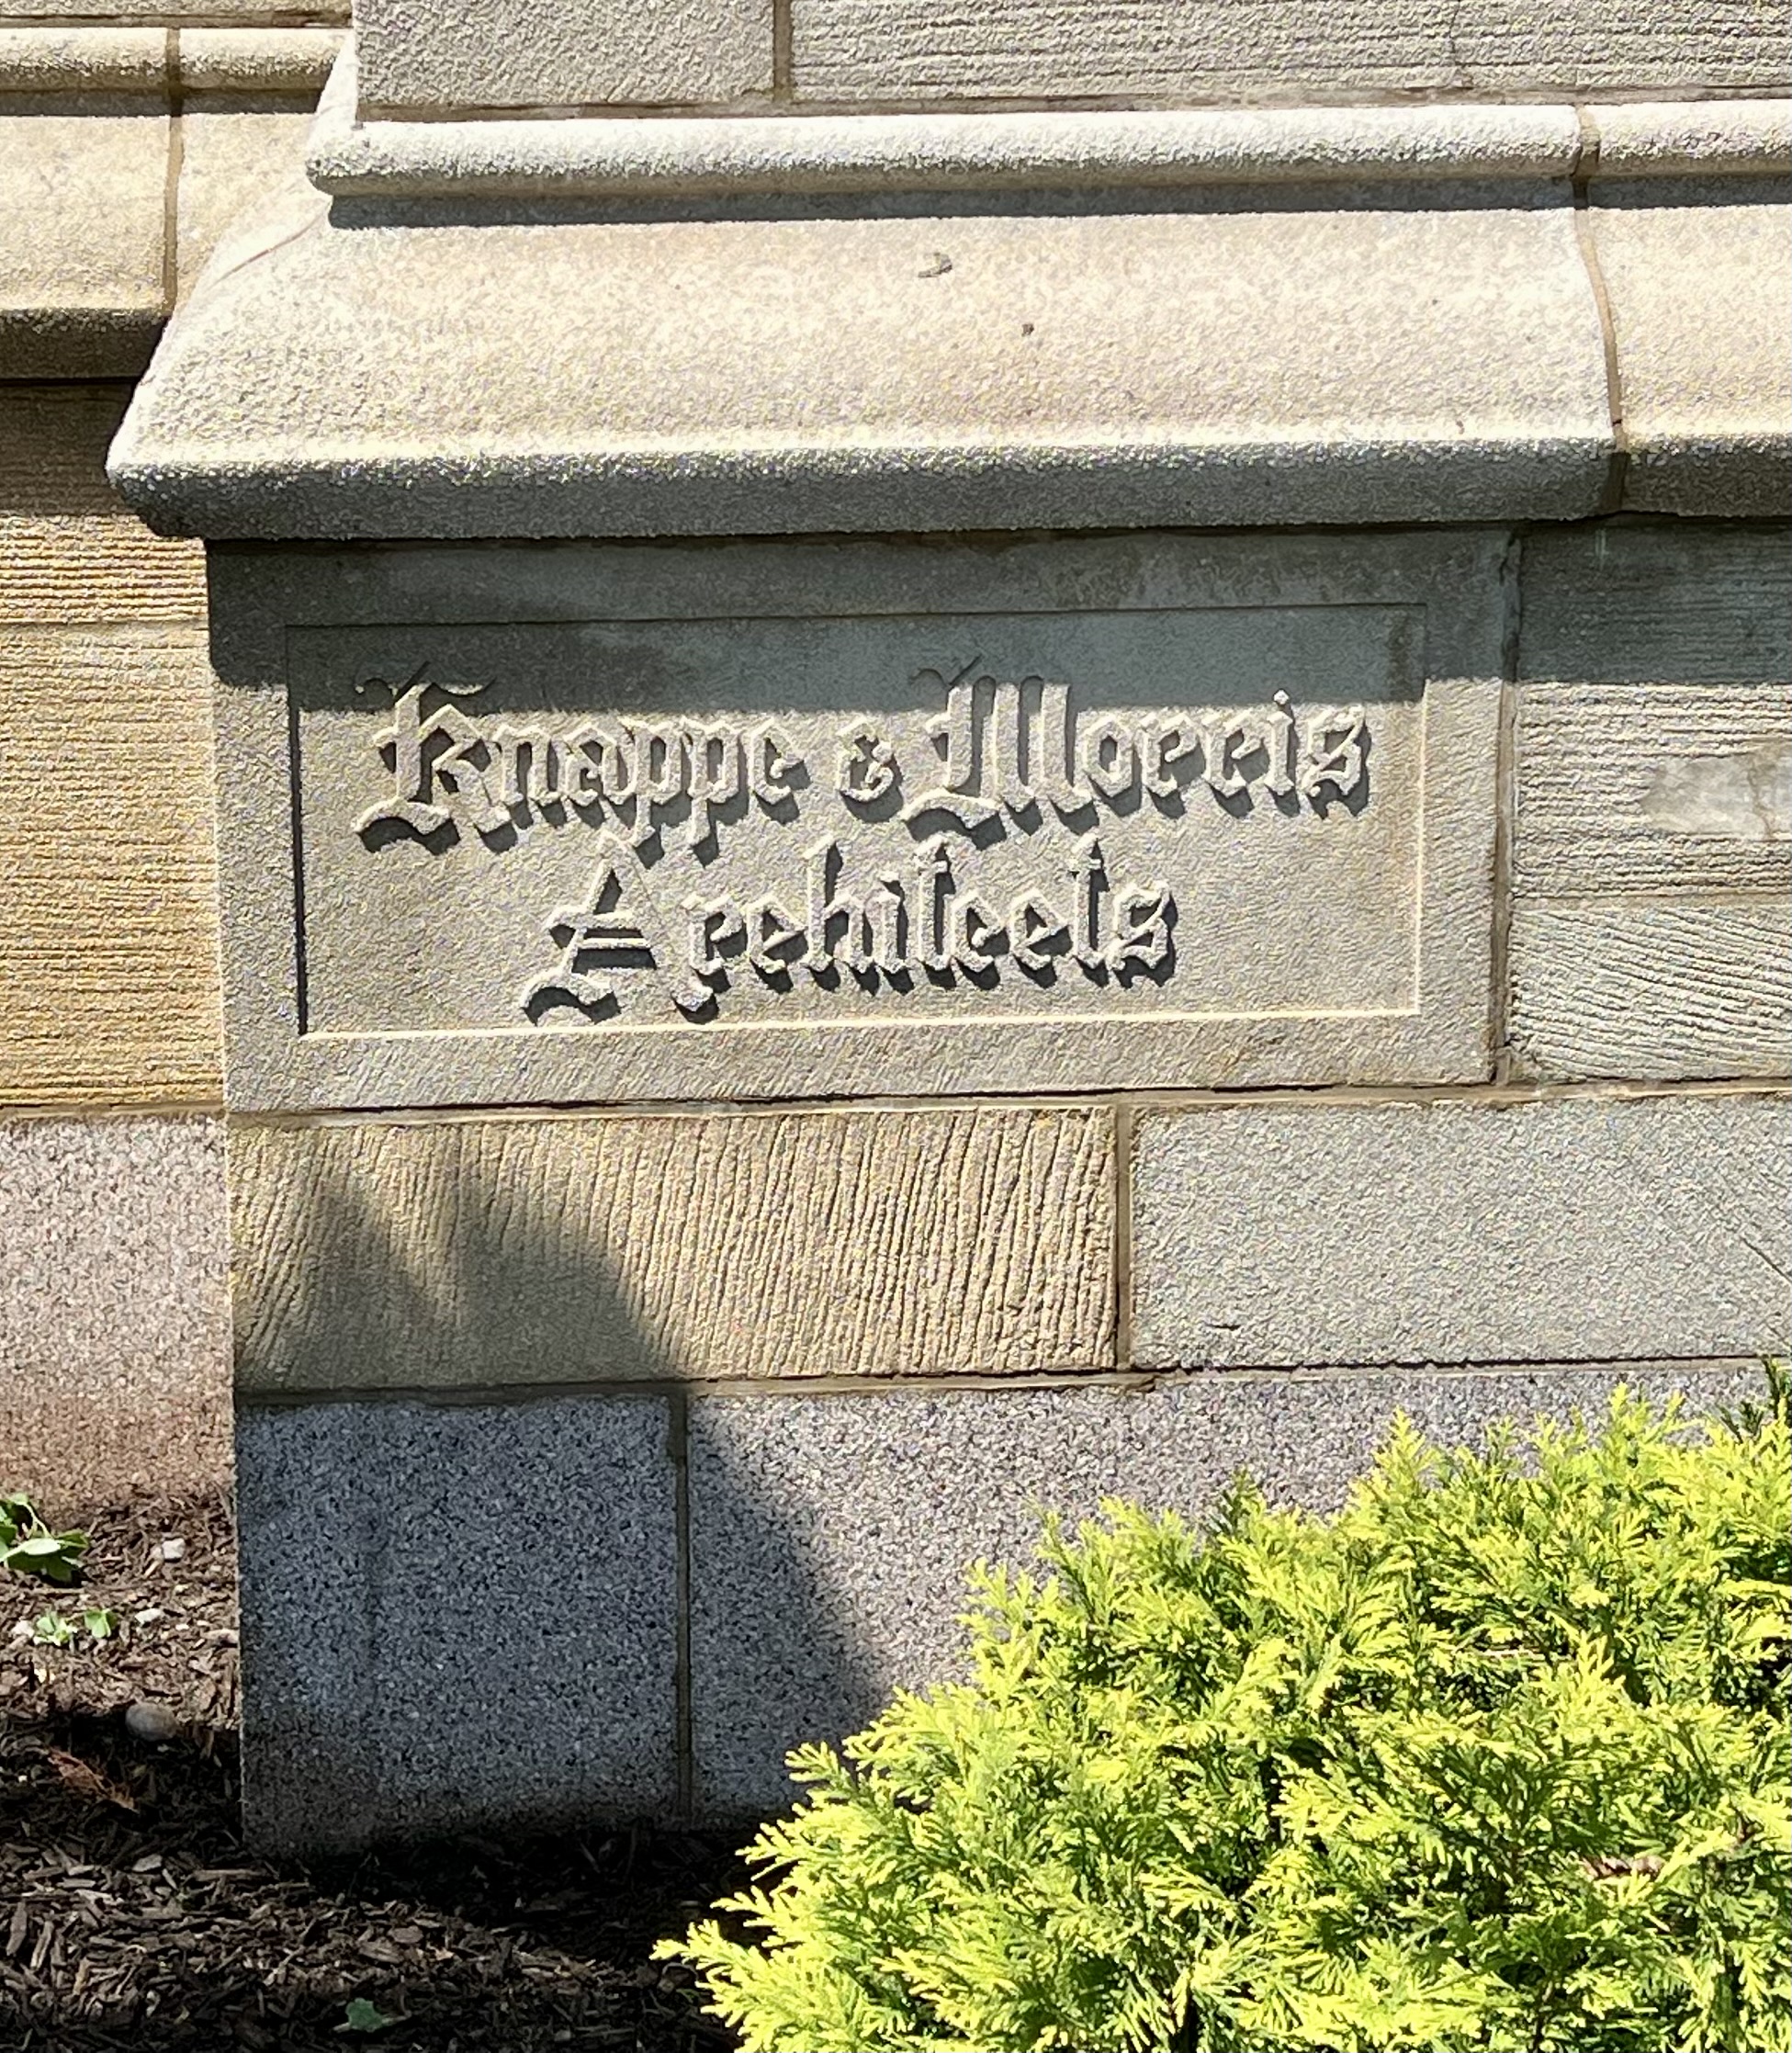 Knappe & Morris
Architects